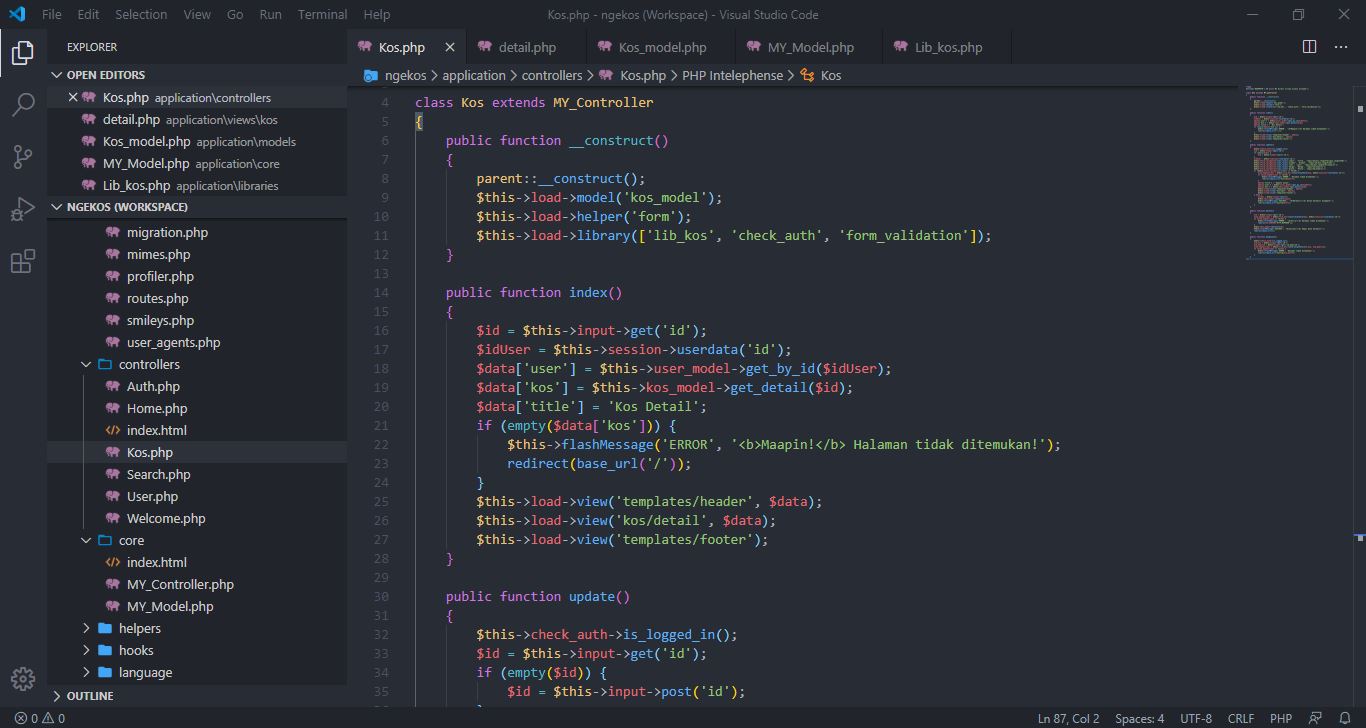 File Edit Selection View Go Run Terminal Help
Kos.php - ngekos (Workspace) - Visual Studio Code
EXPLORER
OPEN EDITORS
Kos.php application\controllers
detail.php application\views\kos
Kos_model.php application\models
MY_Model.php application\core
Lib_kos.php application\libraries
NGEKOS (WORKSPACE)
migration.php
mimes.php
profiler.php
routes.php
smileys.php
user_agents.php
controllers
Auth.php
Home.php
index.html
Kos.php
Search.php
User.php
Welcome.php
core
index.html
MY_Controller.php
MY_Model.php
helpers
hooks
language
OUTLINE
Kos.php detail.php Kos_model.php MY_Model.php Lib_kos.php
ngekos > application > controllers > Kos.php > PHP Intelephense > Kos
4 class Kos extends MY_Controller
5 {
6     public function __construct()
7     {
8         parent::__construct();
9         $this->load->model('kos_model');
10         $this->load->helper('form');
11         $this->load->library(['lib_kos', 'check_auth', 'form_validation']);
12     }
13
14     public function index()
15     {
16         $id = $this->input->get('id');
17         $idUser = $this->session->userdata('id');
18         $data['user'] = $this->user_model->get_by_id($idUser);
19         $data['kos'] = $this->kos_model->get_detail($id);
20         $data['title'] = 'Kos Detail';
21         if (empty($data['kos'])) {
22             $this->flashMessage('ERROR', '<b>Maapin!</b> Halaman tidak ditemukan!');
23             redirect(base_url('/'));
24         }
25         $this->load->view('templates/header', $data);
26         $this->load->view('kos/detail', $data);
27         $this->load->view('templates/footer');
28     }
29
30     public function update()
31     {
32         $this->check_auth->is_logged_in();
33         $id = $this->input->get('id');
34         if (empty($id)) {
35             $id = $this->input->post('id');
0 0
Ln 87, Col 2 Spaces: 4 UTF-8 CRLF PHP